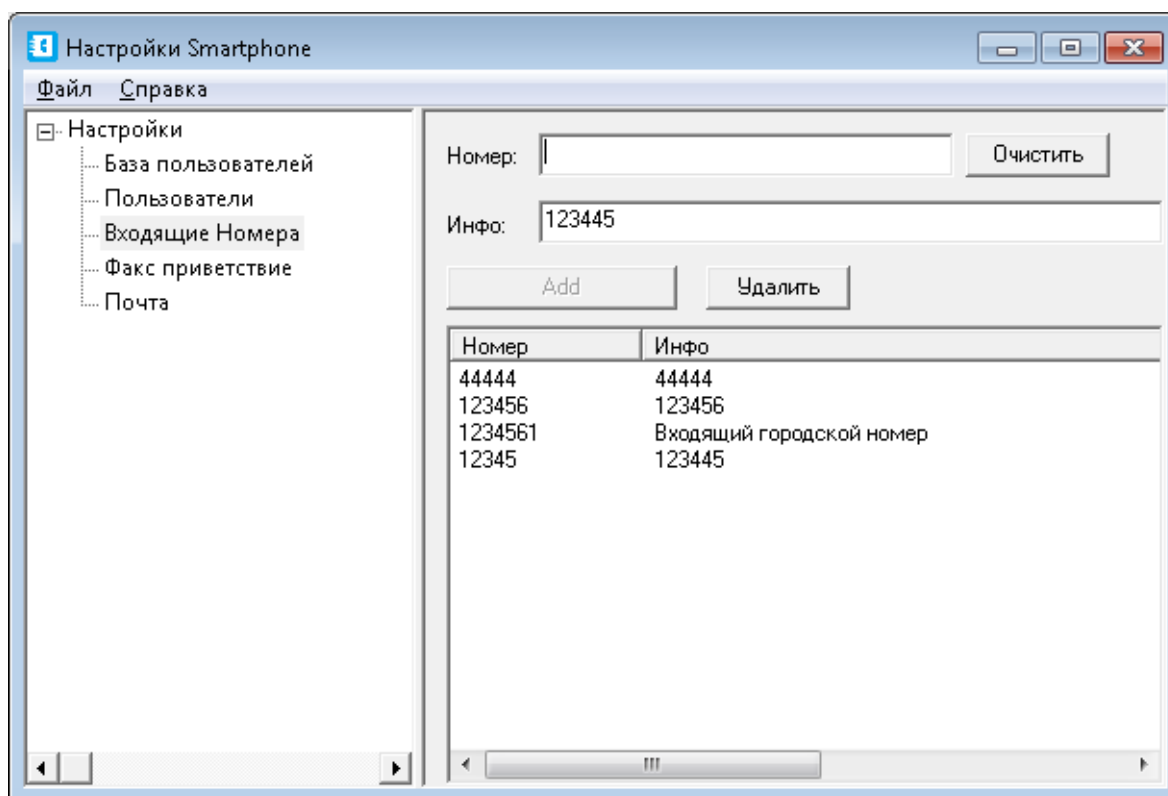 Настройки Smartphone
Файл Справка
Настройки
База пользователей
Пользователи
Входящие Номера
Факс приветствие
Почта
Номер: Очистить
Инфо: 123445
Add Удалить
Номер Инфо
44444 44444
123456 123456
1234561 Входящий городской номер
12345 123445